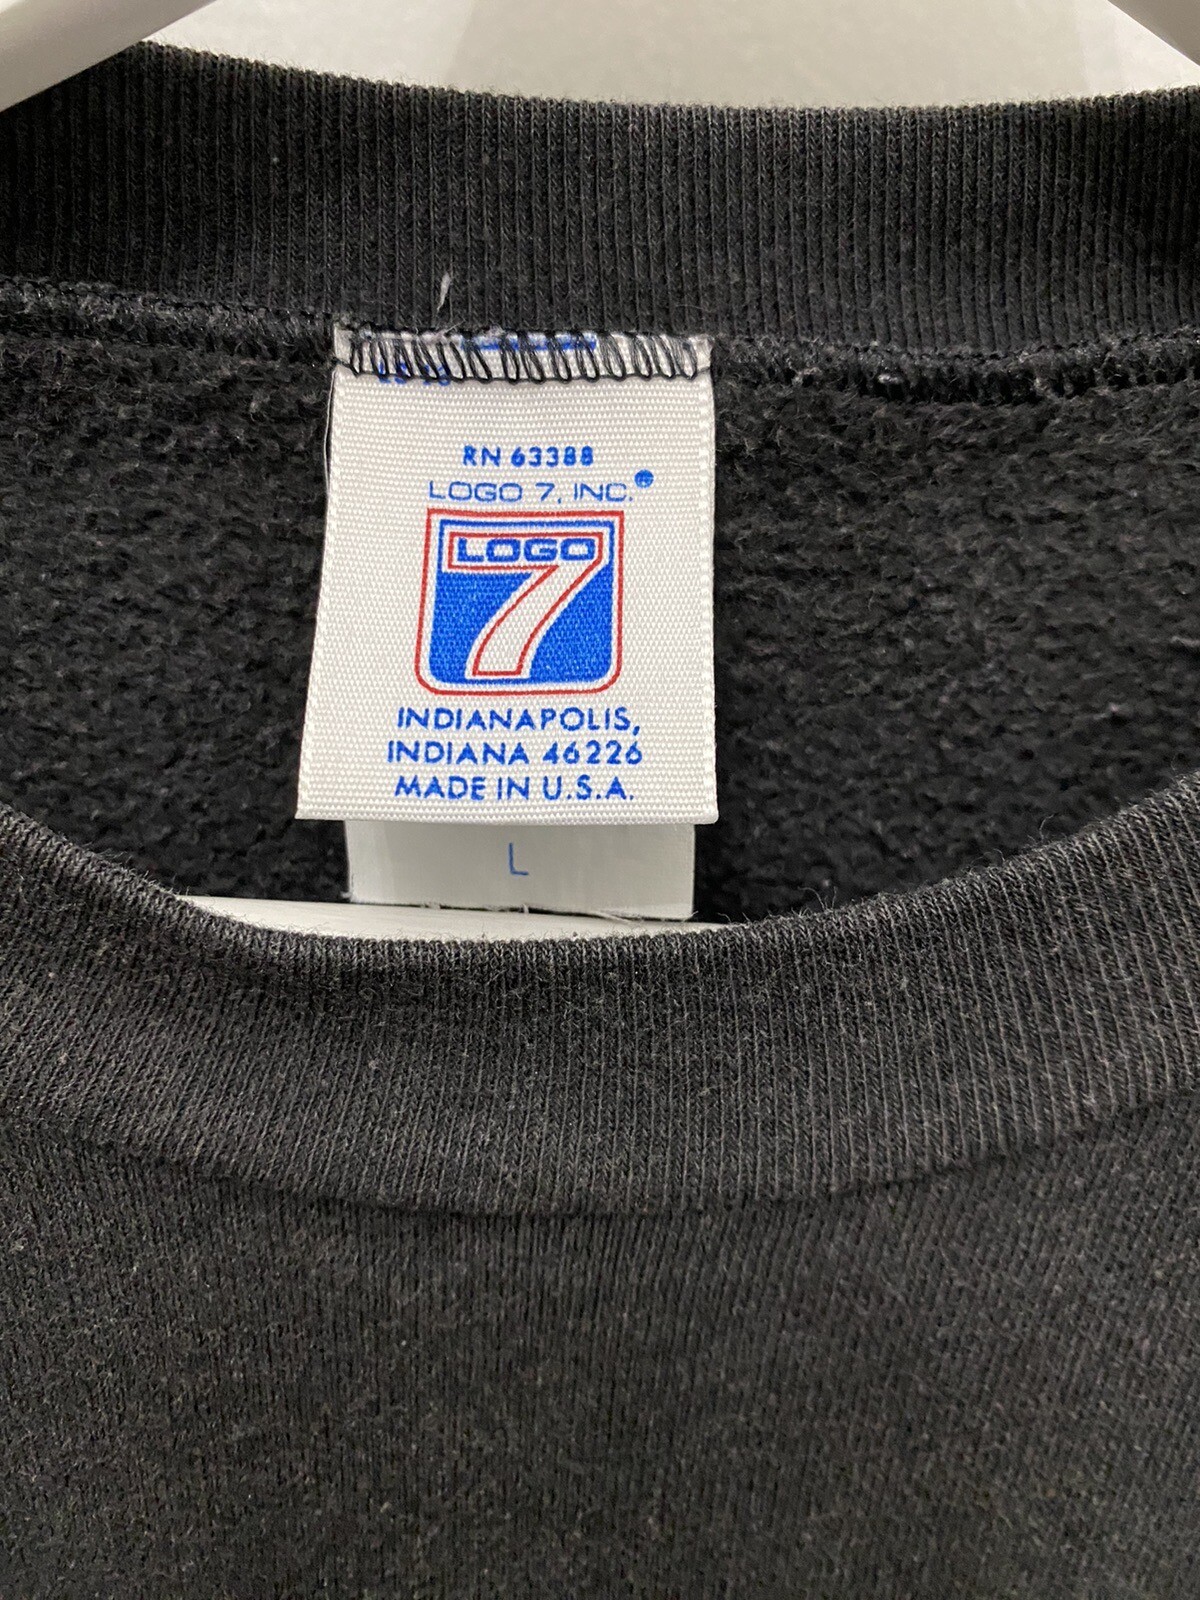 RN 63388
LOGO 7, INC.
LOGO
7
INDIANAPOLIS,
INDIANA 46226
MADE IN U.S.A.
L